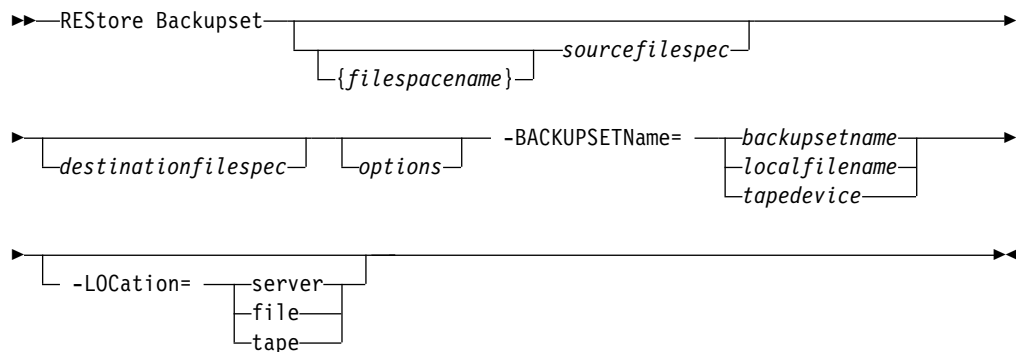 REStore Backupset
sourcefilespec
{filespacename}
-BACKUPSETName= backupsetname
destinationfilespec options localfilename
tapedevice
-LOCation= server
file
tape